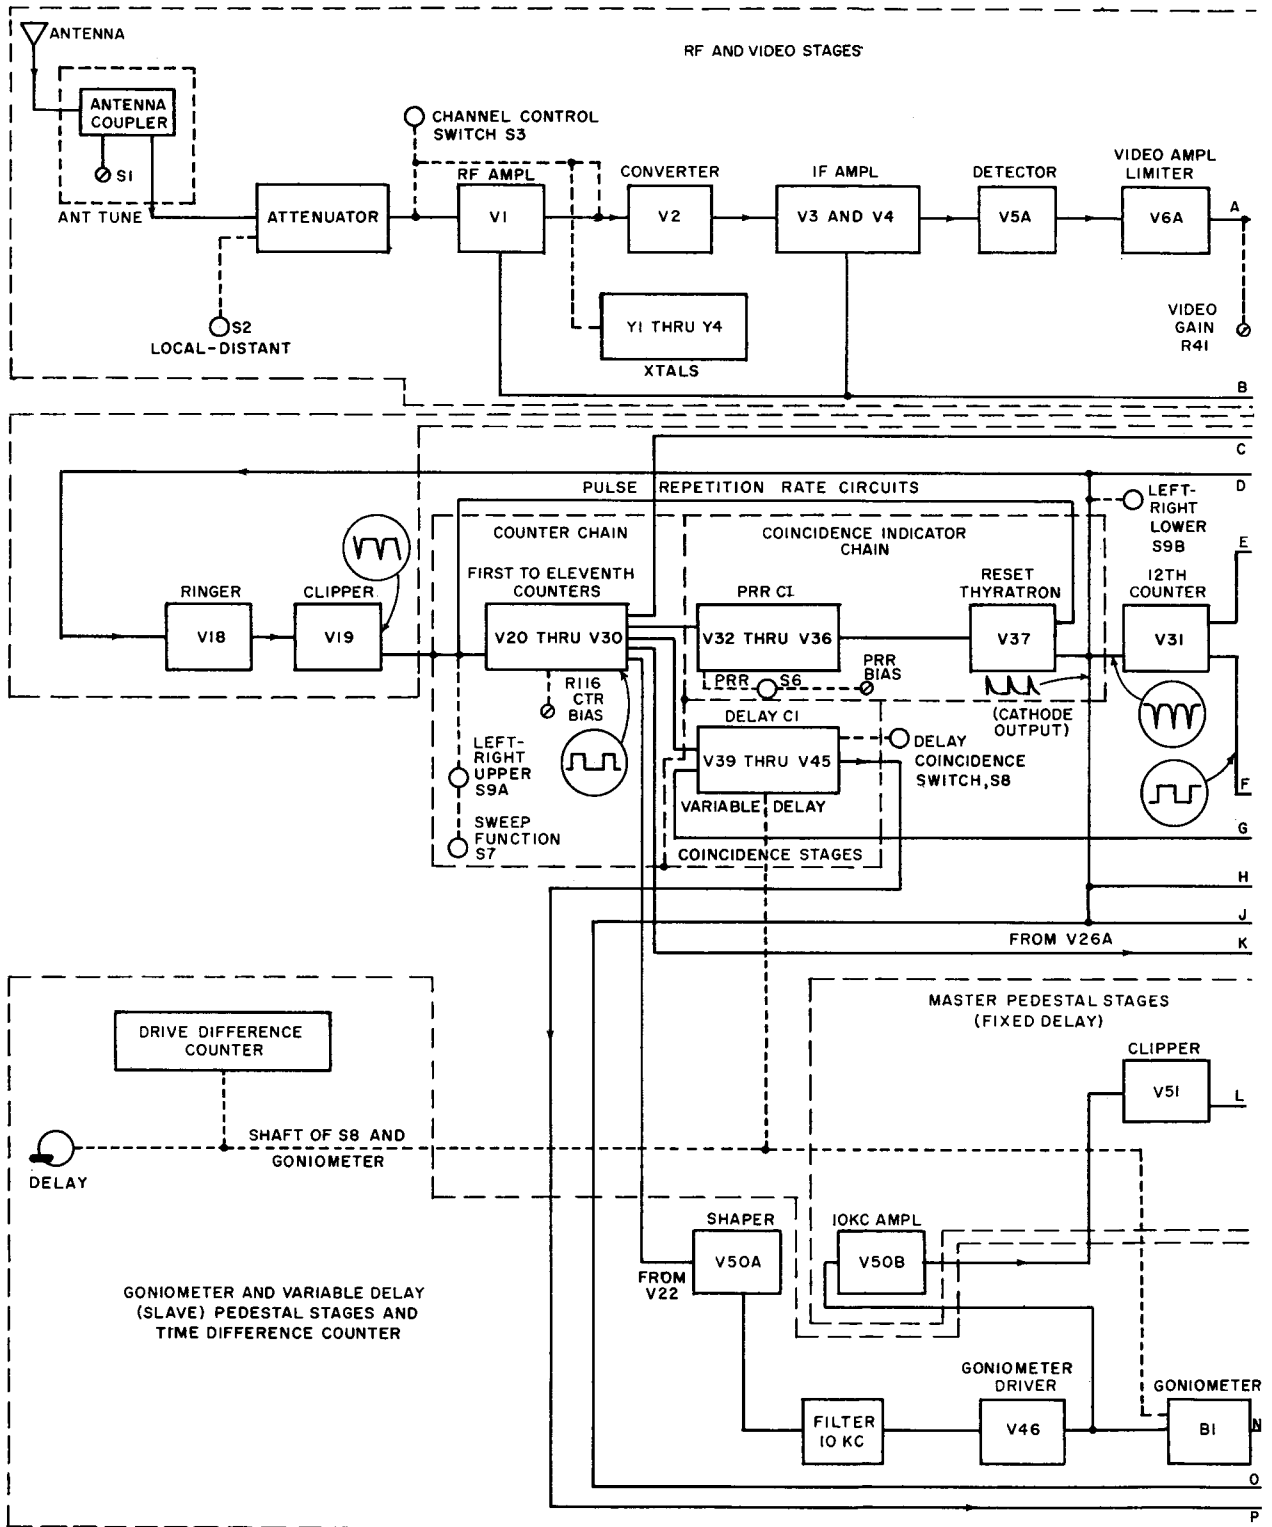 ANTENNA
RF AND VIDEO STAGES
ANTENNA
COUPLER
S1
ANT TUNE
CHANNEL CONTROL
SWITCH S3
ATTENUATOR
S2
LOCAL-DISTANT
RF AMPL
V1
CONVERTER
V2
IF AMPL
V3 AND V4
DETECTOR
V5A
VIDEO AMPL
LIMITER
V6A
A
Y1 THRU Y4
XTALS
VIDEO
GAIN
R41
B
C
D
PULSE REPETITION RATE CIRCUITS
LEFT-
RIGHT
LOWER
S9B
E
COUNTER CHAIN
COINCIDENCE INDICATOR
CHAIN
RINGER
V18
CLIPPER
V19
FIRST TO ELEVENTH
COUNTERS
V20 THRU V30
PRR CI
V32 THRU V36
RESET
THYRATRON
V37
12TH
COUNTER
V31
R116
CTR
BIAS
PRR
S6
PRR
BIAS
(CATHODE
OUTPUT)
LEFT-
RIGHT
UPPER
S9A
SWEEP
FUNCTION
S7
DELAY CI
V39 THRU V45
VARIABLE DELAY
DELAY
COINCIDENCE
SWITCH,S8
COINCIDENCE STAGES
F
G
H
J
FROM V26A
K
DRIVE DIFFERENCE
COUNTER
SHAFT OF S8 AND
GONIOMETER
DELAY
MASTER PEDESTAL STAGES
(FIXED DELAY)
CLIPPER
V51
L
SHAPER
V50A
FROM
V22
10KC AMPL
V50B
GONIOMETER AND VARIABLE DELAY
(SLAVE) PEDESTAL STAGES AND
TIME DIFFERENCE COUNTER
FILTER
10 KC
GONIOMETER
DRIVER
V46
GONIOMETER
B1
N
O
P